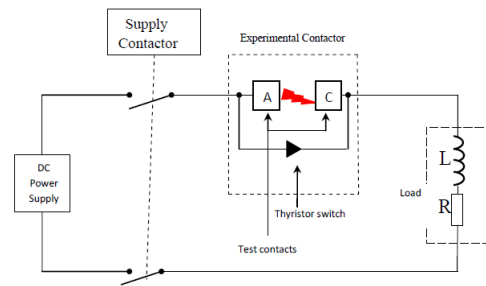 Supply
Contactor
Experimental Contactor
A
C
DC
Power
Supply
Thyristor switch
Test contacts
Load
L
R